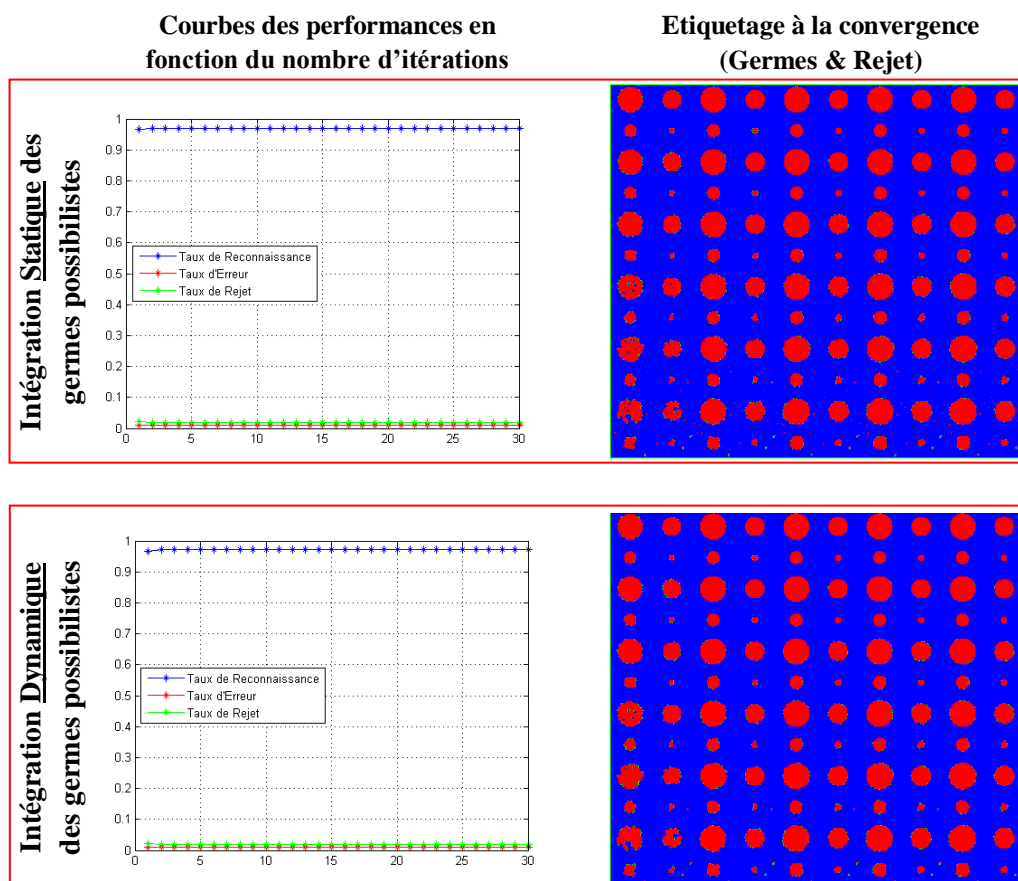 Courbes des performances en
fonction du nombre d'itérations
Etiquetage à la convergence
(Germes & Rejet)
Intégration Statique des
germes possibilistes
1
0.9
0.8
0.7
0.6
0.5
0.4
0.3
0.2
0.1
0
Taux de Reconnaissance
Taux d'Erreur
Taux de Rejet
0 5 10 15 20 25 30
Intégration Dynamique
des germes possibilistes
1
0.9
0.8
0.7
0.6
0.5
0.4
0.3
0.2
0.1
0
Taux de Reconnaissance
Taux d'Erreur
Taux de Rejet
0 5 10 15 20 25 30